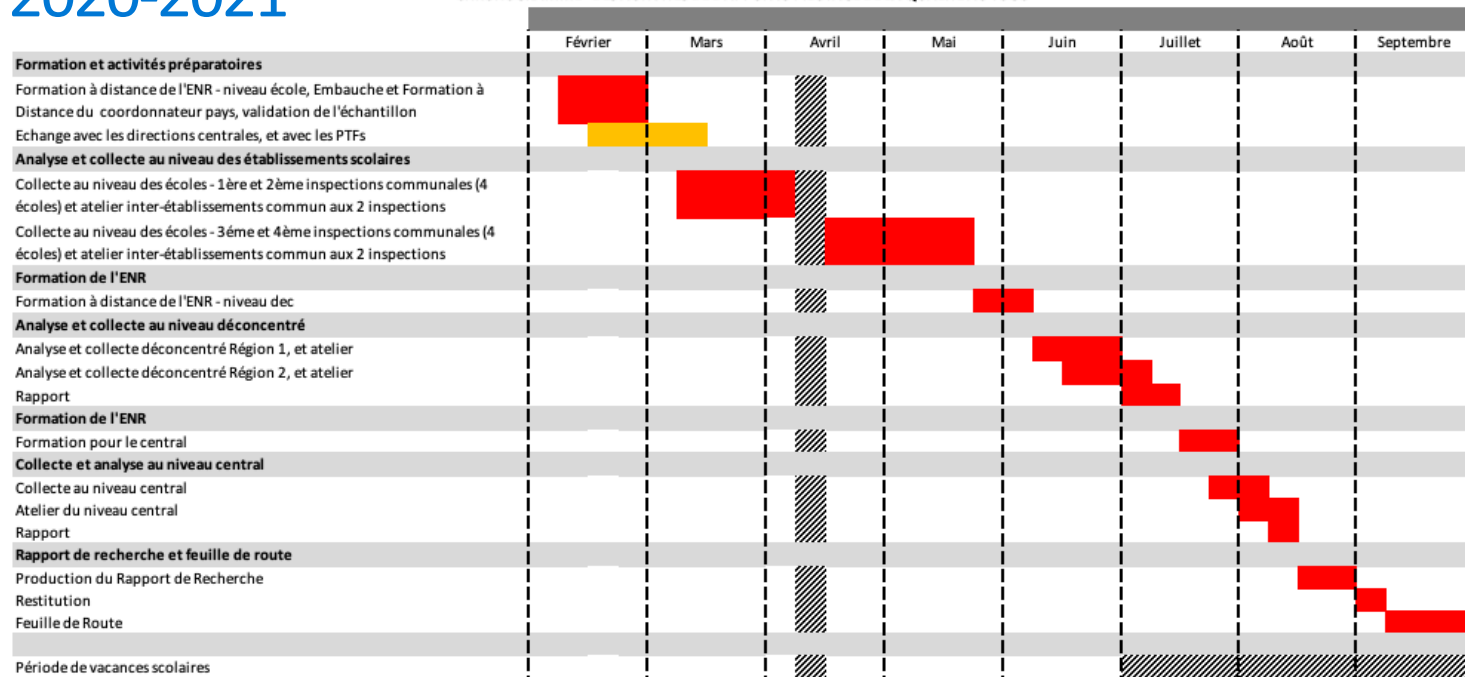 2020-2021
Février Mars Avril Mai Juin Juillet Août Septembre
Formation et activités préparatoires
Formation à distance de l'ENR - niveau école, Embauche et Formation à
Distance du coordonnateur pays, validation de l'échantillon
Echange avec les directions centrales, et avec les PTFs
Analyse et collecte au niveau des établissements scolaires
Collecte au niveau des écoles - 1ère et 2ème inspections communales (4
écoles) et atelier inter-établissements commun aux 2 inspections
Collecte au niveau des écoles - 3éme et 4ème inspections communales (4
écoles) et atelier inter-établissements commun aux 2 inspections
Formation de l'ENR
Formation à distance de l'ENR - niveau dec
Analyse et collecte au niveau déconcentré
Analyse et collecte déconcentré Région 1, et atelier
Analyse et collecte déconcentré Région 2, et atelier
Rapport
Formation de l'ENR
Formation pour le central
Collecte et analyse au niveau central
Collecte au niveau central
Atelier du niveau central
Rapport
Rapport de recherche et feuille de route
Production du Rapport de Recherche
Restitution
Feuille de Route
Période de vacances scolaires